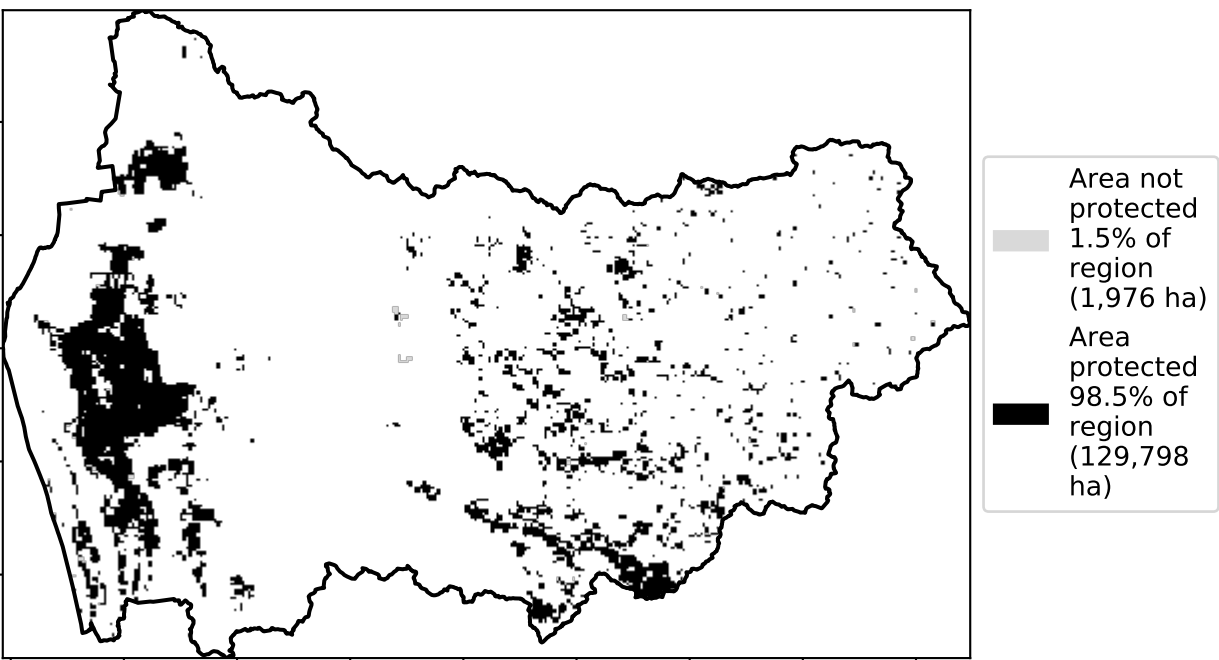 Area not
protected
1.5% of
region
(1,976 ha)
Area
protected
98.5% of
region
(129,798
ha)